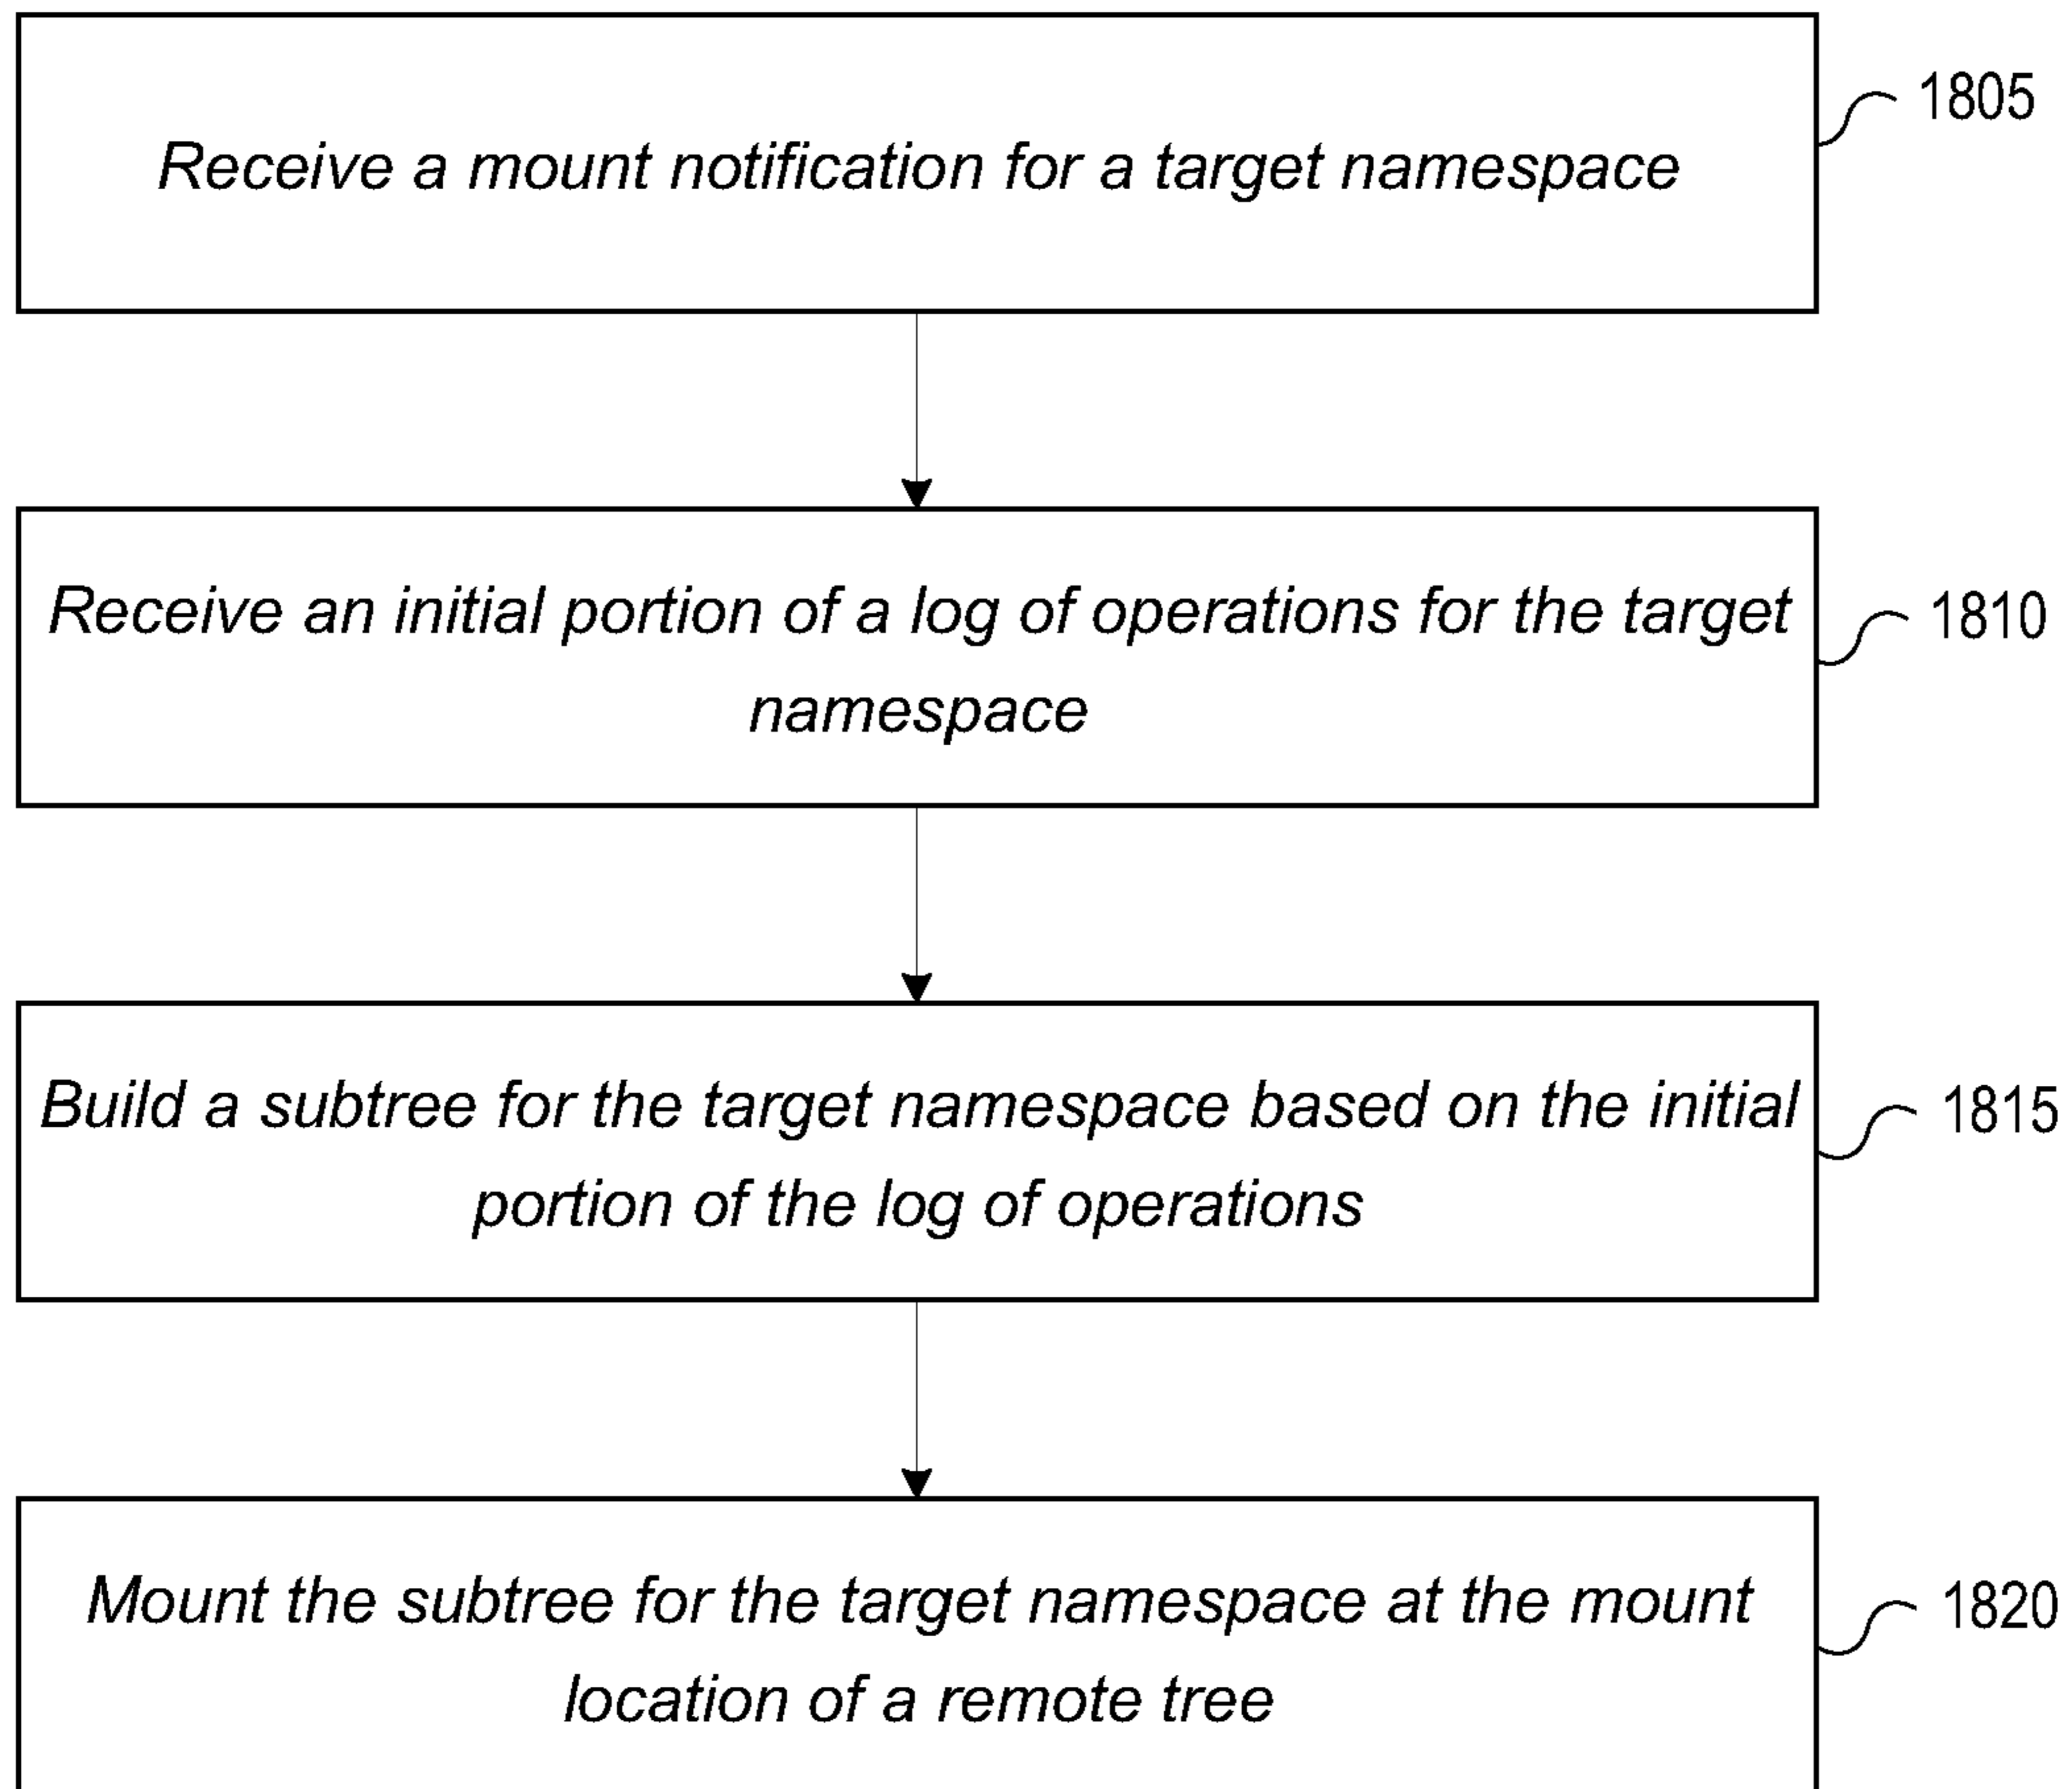 Receive a mount notification for a target namespace
1805
Receive an initial portion of a log of operations for the target
namespace
1810
Build a subtree for the target namespace based on the initial
portion of the log of operations
1815
Mount the subtree for the target namespace at the mount
location of a remote tree
1820